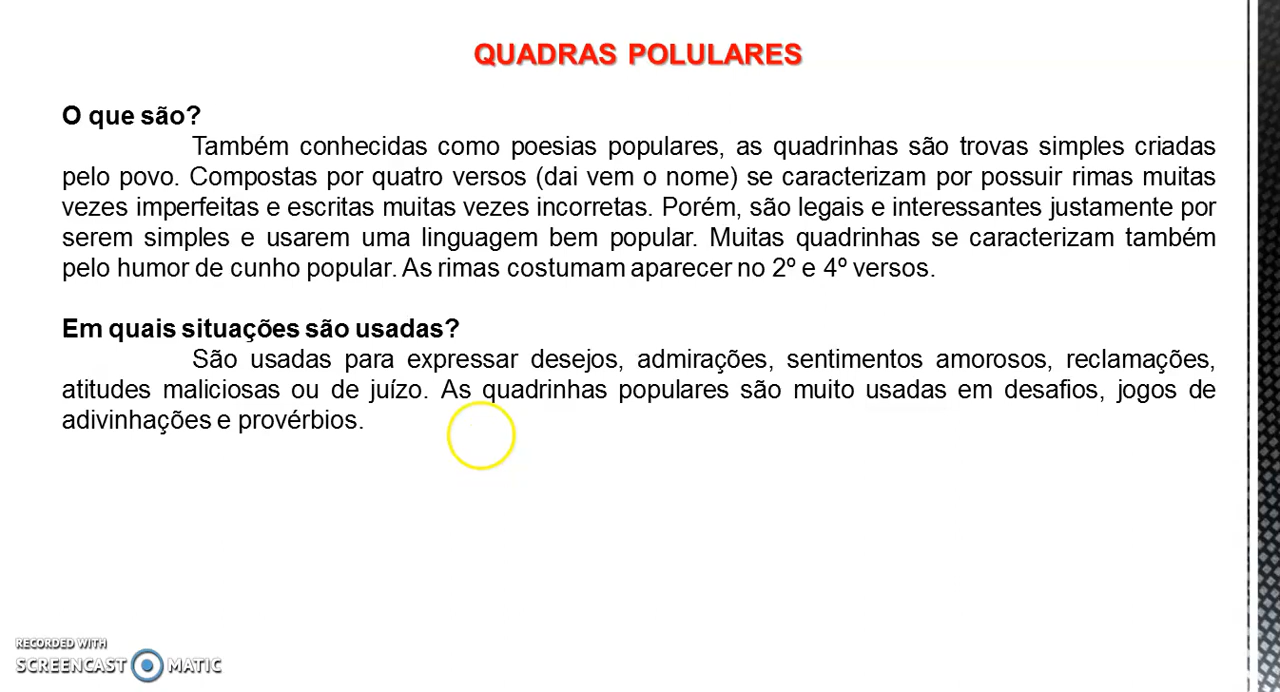 QUADRAS POLULARES
O que são?
Também conhecidas como poesias populares, as quadrinhas são trovas simples criadas
pelo povo. Compostas por quatro versos (dai vem o nome) se caracterizam por possuir rimas muitas
vezes imperfeitas e escritas muitas vezes incorretas. Porém, são legais e interessantes justamente por
serem simples e usarem uma linguagem bem popular. Muitas quadrinhas se caracterizam também
pelo humor de cunho popular. As rimas costumam aparecer no 2º e 4º versos.
Em quais situações são usadas?
São usadas para expressar desejos, admirações, sentimentos amorosos, reclamações,
atitudes maliciosas ou de juízo. As quadrinhas populares são muito usadas em desafios, jogos de
adivinhações e provérbios.
RECORDED WITH
SCREENCAST MATIC